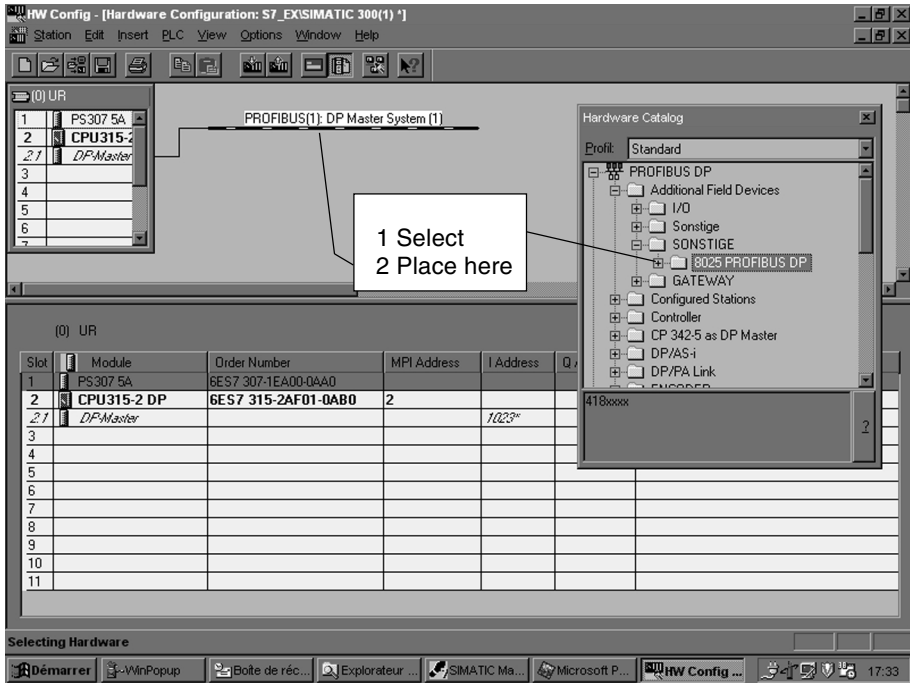 HW Config - [Hardware Configuration: S7_EX\SIMATIC 300(1) *]
Station Edit Insert PLC View Options Window Help
(0) UR
1 PS307 5A
2 CPU315-2
2.1 DP-Master
3
4
5
6
7
PROFIBUS(1): DP Master System (1)
1 Select
2 Place here
Hardware Catalog
Profil: Standard
PROFIBUS DP
Additional Field Devices
I/O
Sonstige
SONSTIGE
8025 PROFIBUS DP
GATEWAY
Configured Stations
Controller
CP 342-5 as DP Master
DP/AS-i
DP/PA Link
ENCODER
418xxxx
?
(0) UR
Slot Module Order Number MPI Address I Address Q
1 PS307 5A 6ES7 307-1EA00-0AA0
2 CPU315-2 DP 6ES7 315-2AF01-0AB0 2
2.1 DP-Master 1023*
3
4
5
6
7
8
9
10
11
Selecting Hardware
Démarrer WinPopup Boîte de réc... Explorateur ... SIMATIC Ma... Microsoft P... HW Config ... 17:33